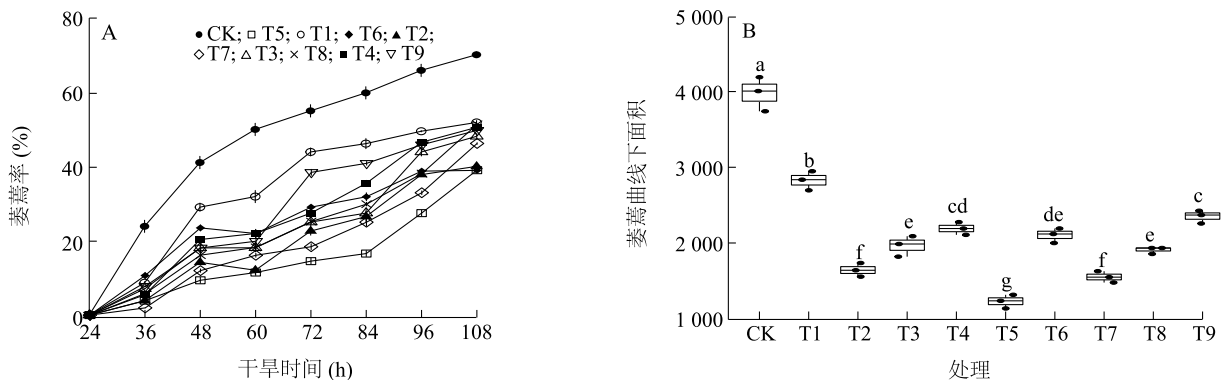 A
CK; T5; T1; T6; T2;
T7; T3; T8; T4; T9
80
60
40
20
0
24 36 48 60 72 84 96 108
萎蔫率 (%)
干旱时间 (h)
B
5 000
4 000
3 000
2 000
1 000
a
b
f
e
cd
g
de
f
e
c
CK T1 T2 T3 T4 T5 T6 T7 T8 T9
萎蔫曲线下面积
处理